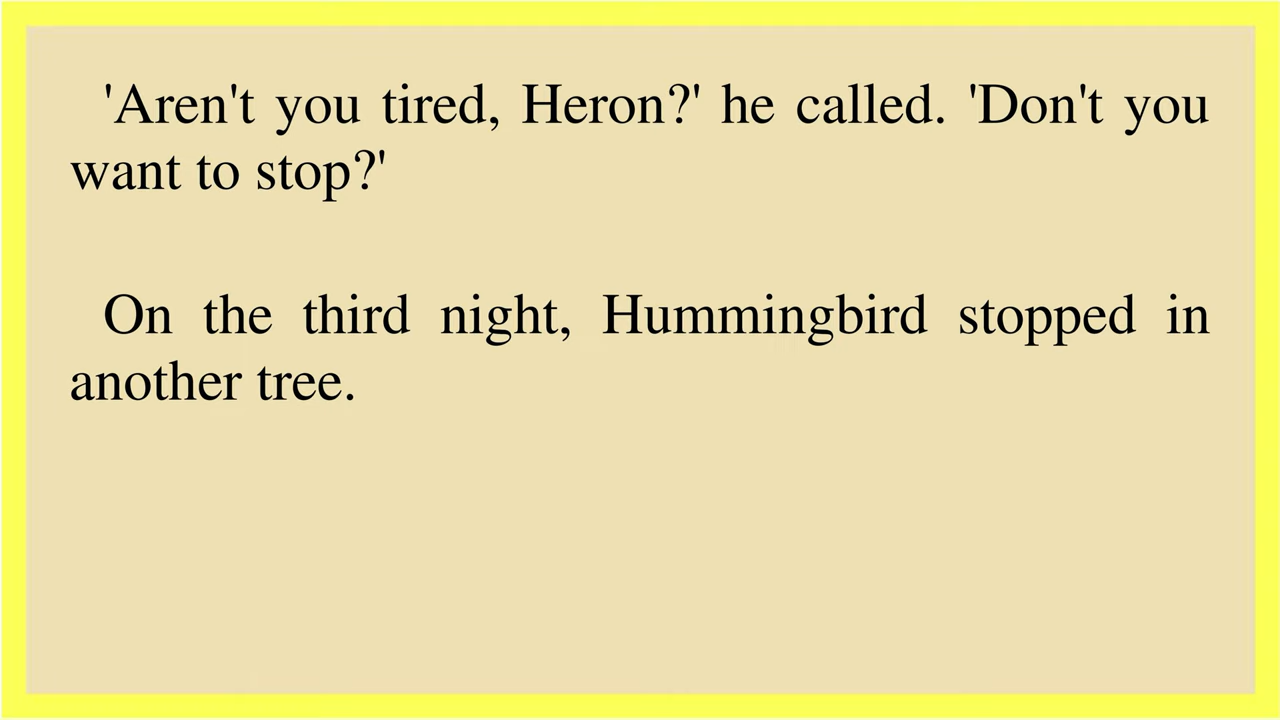 'Aren't you tired, Heron?' he called. 'Don't you
want to stop?'
On the third night, Hummingbird stopped in
another tree.